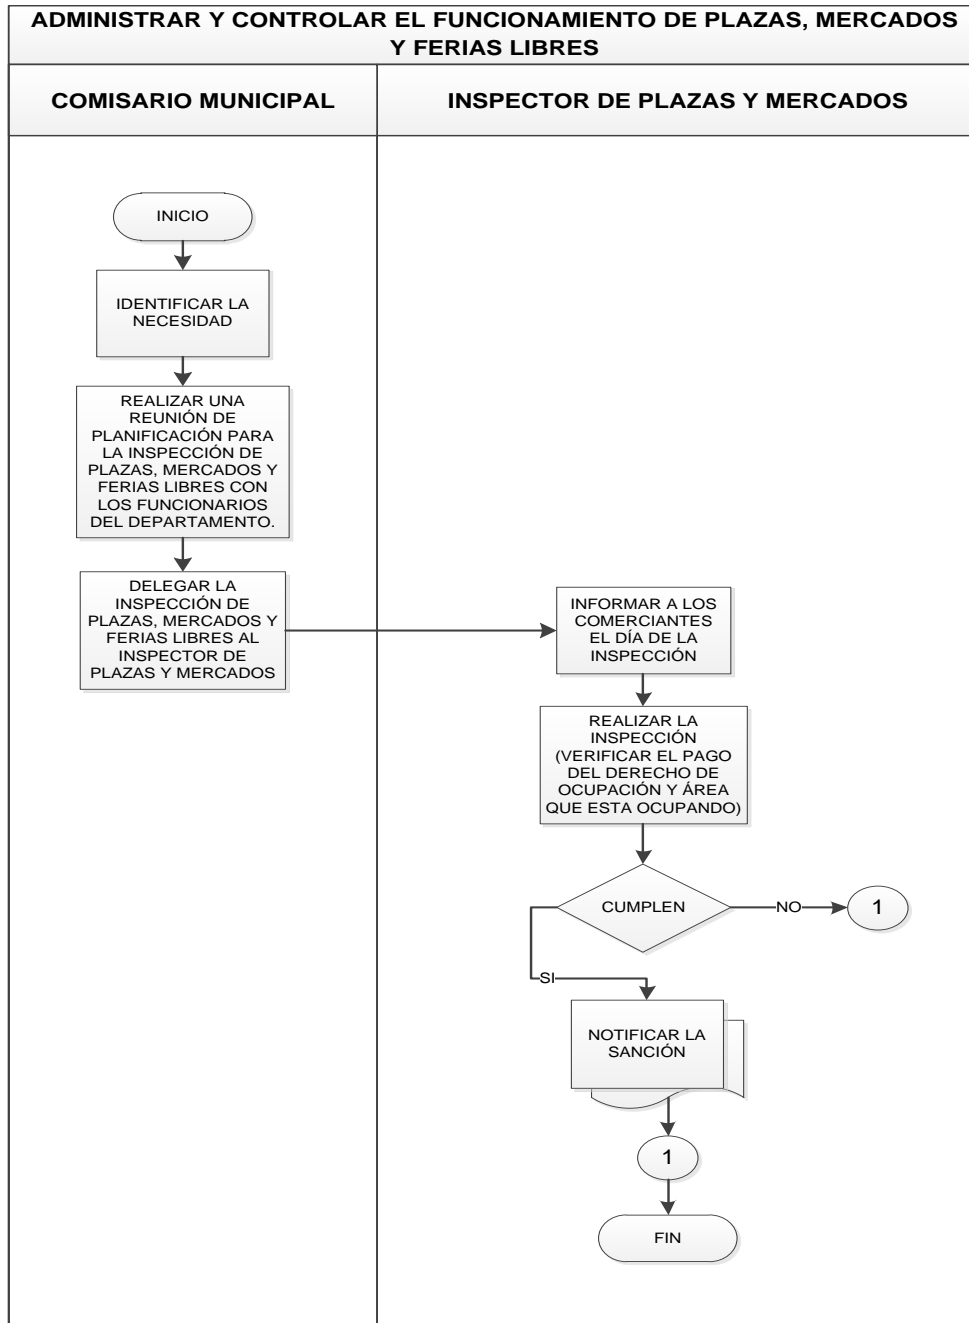 ADMINISTRAR Y CONTROLAR EL FUNCIONAMIENTO DE PLAZAS, MERCADOS
Y FERIAS LIBRES
COMISARIO MUNICIPAL
INSPECTOR DE PLAZAS Y MERCADOS
INICIO
IDENTIFICAR LA
NECESIDAD
REALIZAR UNA
REUNIÓN DE
PLANIFICACIÓN PARA
LA INSPECCIÓN DE
PLAZAS, MERCADOS Y
FERIAS LIBRES CON
LOS FUNCIONARIOS
DEL DEPARTAMENTO.
DELEGAR LA
INSPECCIÓN DE
PLAZAS, MERCADOS Y
FERIAS LIBRES AL
INSPECTOR DE
PLAZAS Y MERCADOS
INFORMAR A LOS
COMERCIANTES
EL DÍA DE LA
INSPECCIÓN
REALIZAR LA
INSPECCIÓN
(VERIFICAR EL PAGO
DEL DERECHO DE
OCUPACIÓN Y ÁREA
QUE ESTA OCUPANDO)
CUMPLEN
NO
1
SI
NOTIFICAR LA
SANCIÓN
1
FIN